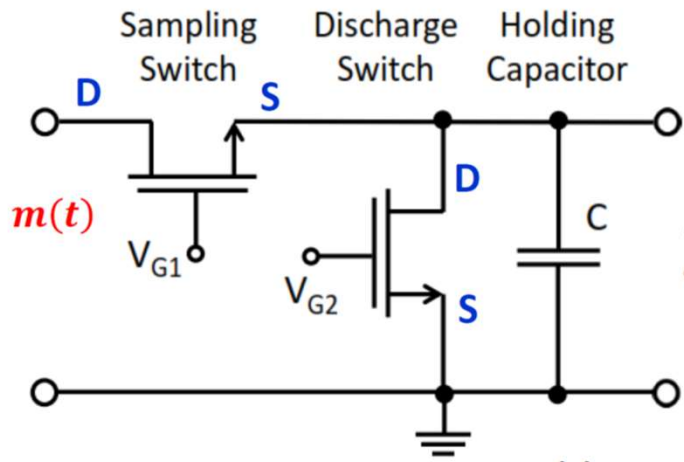 Sampling Switch
Discharge Switch
Holding Capacitor
D
S
m(t)
V_G1
D
C
V_G2
S